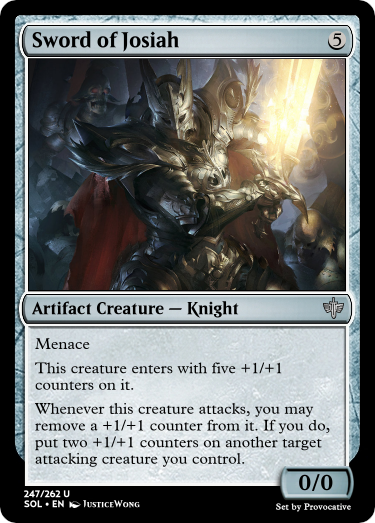 Sword of Josiah 5
Artifact Creature — Knight
Menace
This creature enters with five +1/+1
counters on it.
Whenever this creature attacks, you may
remove a +1/+1 counter from it. If you do,
put two +1/+1 counters on another target
attacking creature you control.
0/0
247/262 U
SOL • EN JusticeWong
Set by Provocative